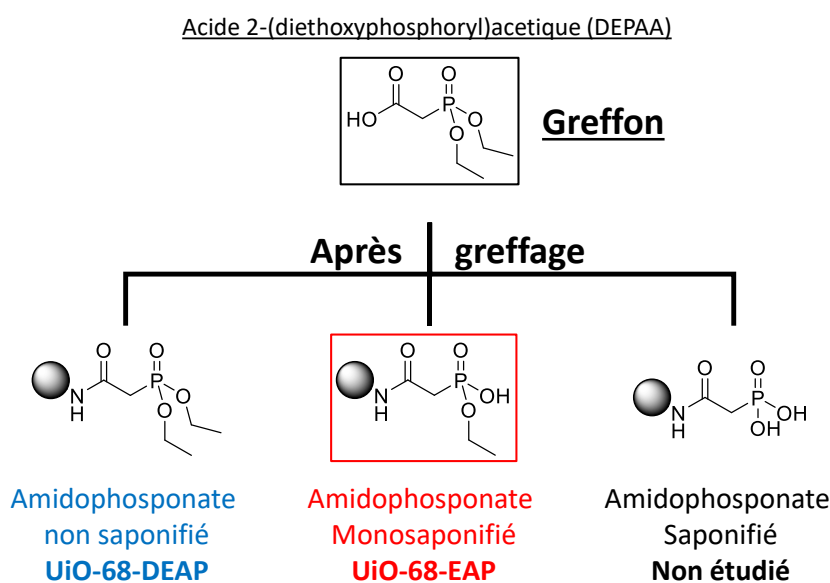 Acide 2-(diethoxyphosphoryl)acetique (DEPAA)
O
O
HO
P
O
O
Greffon
Après greffage
O
O
N
H
P
O
O
O
O
N
H
P
OH
O
O
O
N
H
P
OH
OH
Amidophosponate
non saponifié
UiO-68-DEAP
Amidophosponate
Monosaponifié
UiO-68-EAP
Amidophosponate
Saponifié
Non étudié